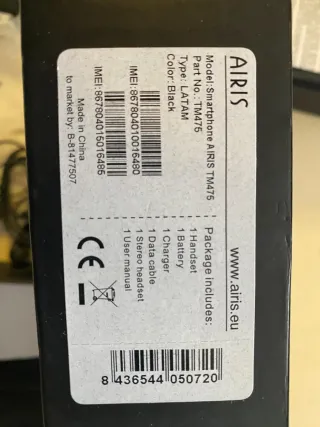 AIRIS
www.airis.eu
Model:Smartphone AIRIS TM475
Part No.: TM475
Type: LATAM
Color: Black
IMEI:867804010016480
IMEI:867804015016485
Made in China
to market by: B-81477507
Package includes:
1 Handset
1 Battery
1 Charger
1 Data cable
1 Stereo headset
1 User manual
CE
8 436544 050720